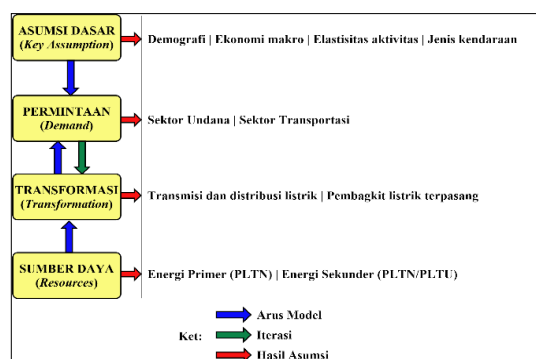 ASUMSI DASAR
(Key Assumption)
Demografi | Ekonomi makro | Elastisitas aktivitas | Jenis kendaraan
PERMINTAAN
(Demand)
Sektor Undana | Sektor Transportasi
TRANSFORMASI
(Transformation)
Transmisi dan distribusi listrik | Pembagkit listrik terpasang
SUMBER DAYA
(Resources)
Energi Primer (PLTN) | Energi Sekunder (PLTN/PLTU)
Arus Model
Ket:
Iterasi
Hasil Asumsi